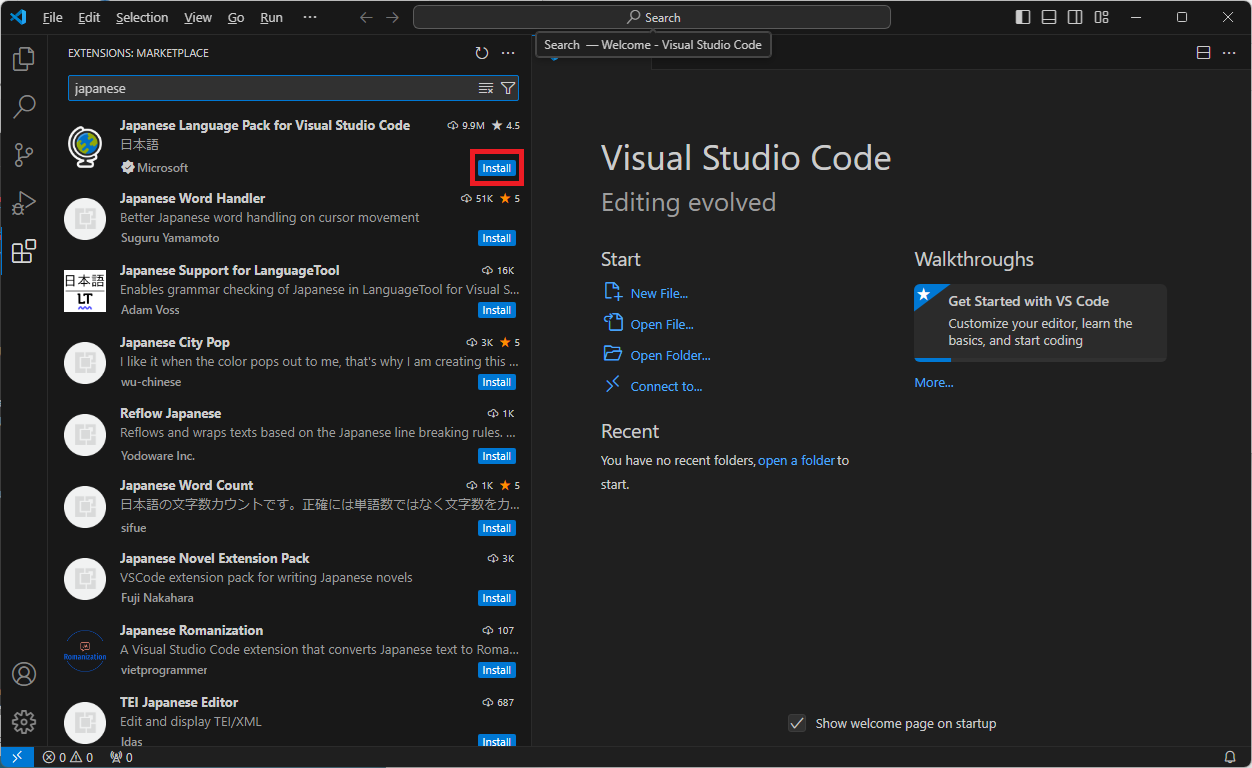 File Edit Selection View Go Run ···
Search
Search — Welcome - Visual Studio Code
EXTENSIONS: MARKETPLACE
japanese
Japanese Language Pack for Visual Studio Code 9.9M 4.5
日本語
Microsoft Install
Japanese Word Handler 51K 5
Better Japanese word handling on cursor movement
Suguru Yamamoto Install
日本語
LT
Japanese Support for LanguageTool 16K
Enables grammar checking of Japanese in LanguageTool for Visual S...
Adam Voss Install
Japanese City Pop 3K 5
I like it when the color pops out to me, that's why I am creating this ...
wu-chinese Install
Reflow Japanese 1K
Reflows and wraps texts based on the Japanese line breaking rules. ...
Yodoware Inc. Install
Japanese Word Count 1K 5
日本語の文字数カウントです。正確には単語数ではなく文字数をカ...
sifue Install
Japanese Novel Extension Pack 3K
VSCode extension pack for writing Japanese novels
Fuji Nakahara Install
Romanization
Japanese Romanization 107
A Visual Studio Code extension that converts Japanese text to Roma...
vietprogrammer Install
TEI Japanese Editor 687
Edit and display TEI/XML
ldas Install
Visual Studio Code
Editing evolved
Start
New File...
Open File...
Open Folder...
Connect to...
Recent
You have no recent folders, open a folder to
start.
Walkthroughs
Get Started with VS Code
Customize your editor, learn the
basics, and start coding
More...
Show welcome page on startup
0 0 0